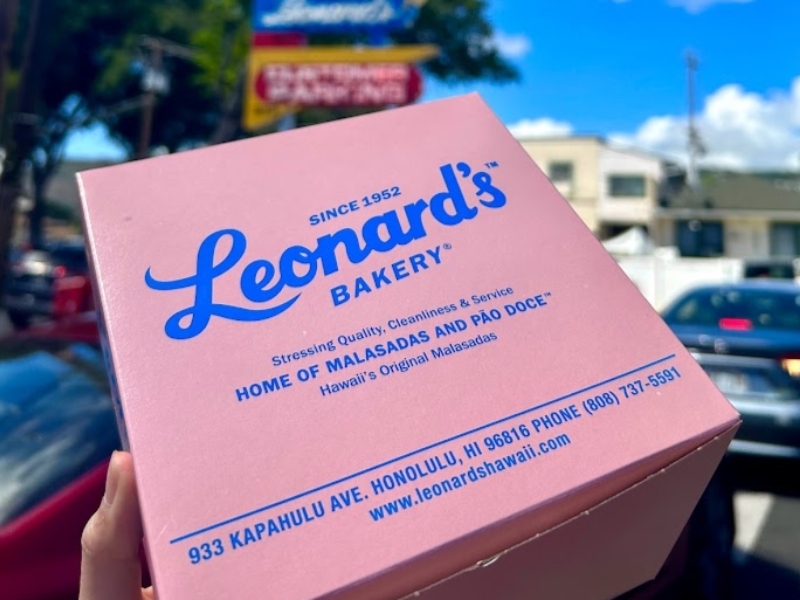 Leonard's
CUSTOMER
PARKING
SINCE 1952
Leonard's™
BAKERY®
Stressing Quality, Cleanliness & Service
HOME OF MALASADAS AND PÃO DOCE™
Hawaii's Original Malasadas
933 KAPAHULU AVE. HONOLULU, HI 96816 PHONE (808) 737-5591
www.leonardshawaii.com